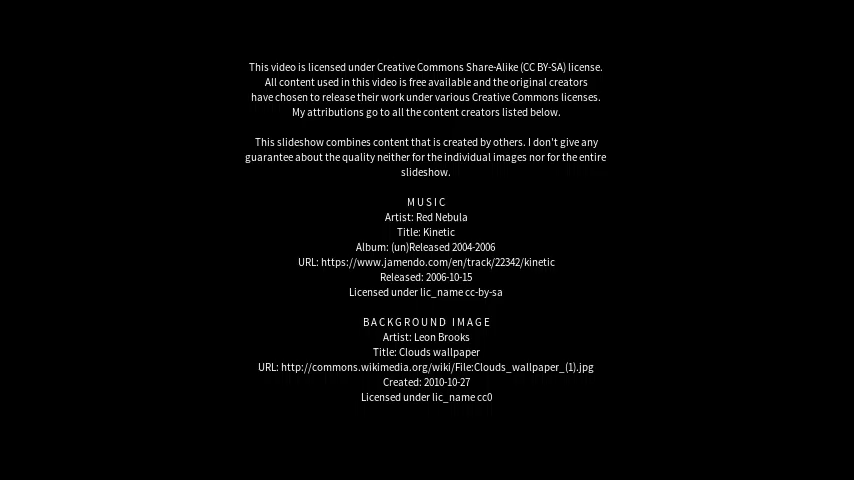 This video is licensed under Creative Commons Share-Alike (CC BY-SA) license.
All content used in this video is free available and the original creators
have chosen to release their work under various Creative Commons licenses.
My attributions go to all the content creators listed below.
This slideshow combines content that is created by others. I don't give any
guarantee about the quality neither for the individual images nor for the entire
slideshow.
MUSIC
Artist: Red Nebula
Title: Kinetic
Album: (un)Released 2004-2006
URL: https://www.jamendo.com/en/track/22342/kinetic
Released: 2006-10-15
Licensed under lic_name cc-by-sa
BACKGROUND IMAGE
Artist: Leon Brooks
Title: Clouds wallpaper
URL: http://commons.wikimedia.org/wiki/File:Clouds_wallpaper_(1).jpg
Created: 2010-10-27
Licensed under lic_name cc0